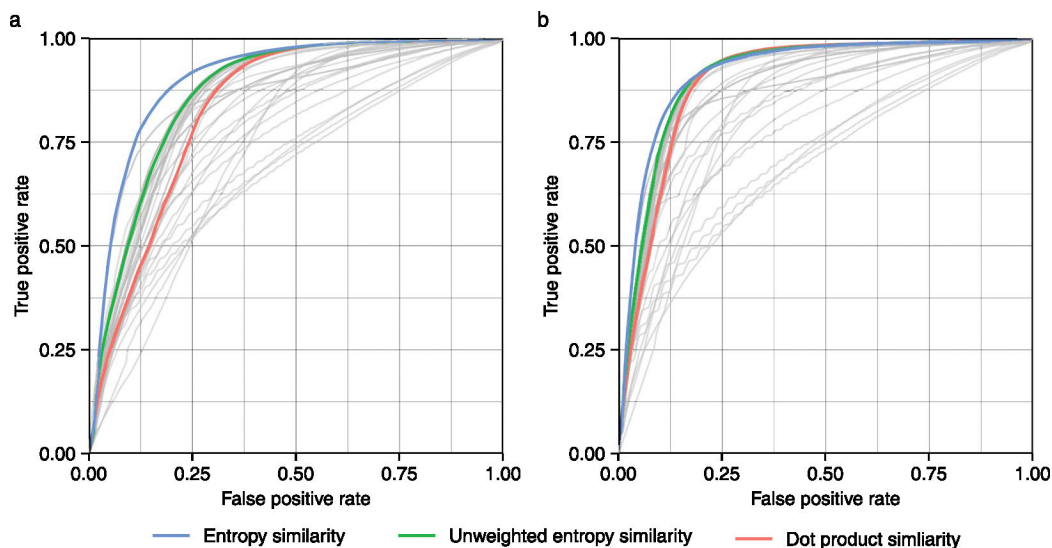 a
b
1.00
0.75
0.50
0.25
0.00
True positive rate
0.00 0.25 0.50 0.75 1.00
False positive rate
1.00
0.75
0.50
0.25
0.00
True positive rate
0.00 0.25 0.50 0.75 1.00
False positive rate
Entropy similarity Unweighted entropy similarity Dot product simliarity